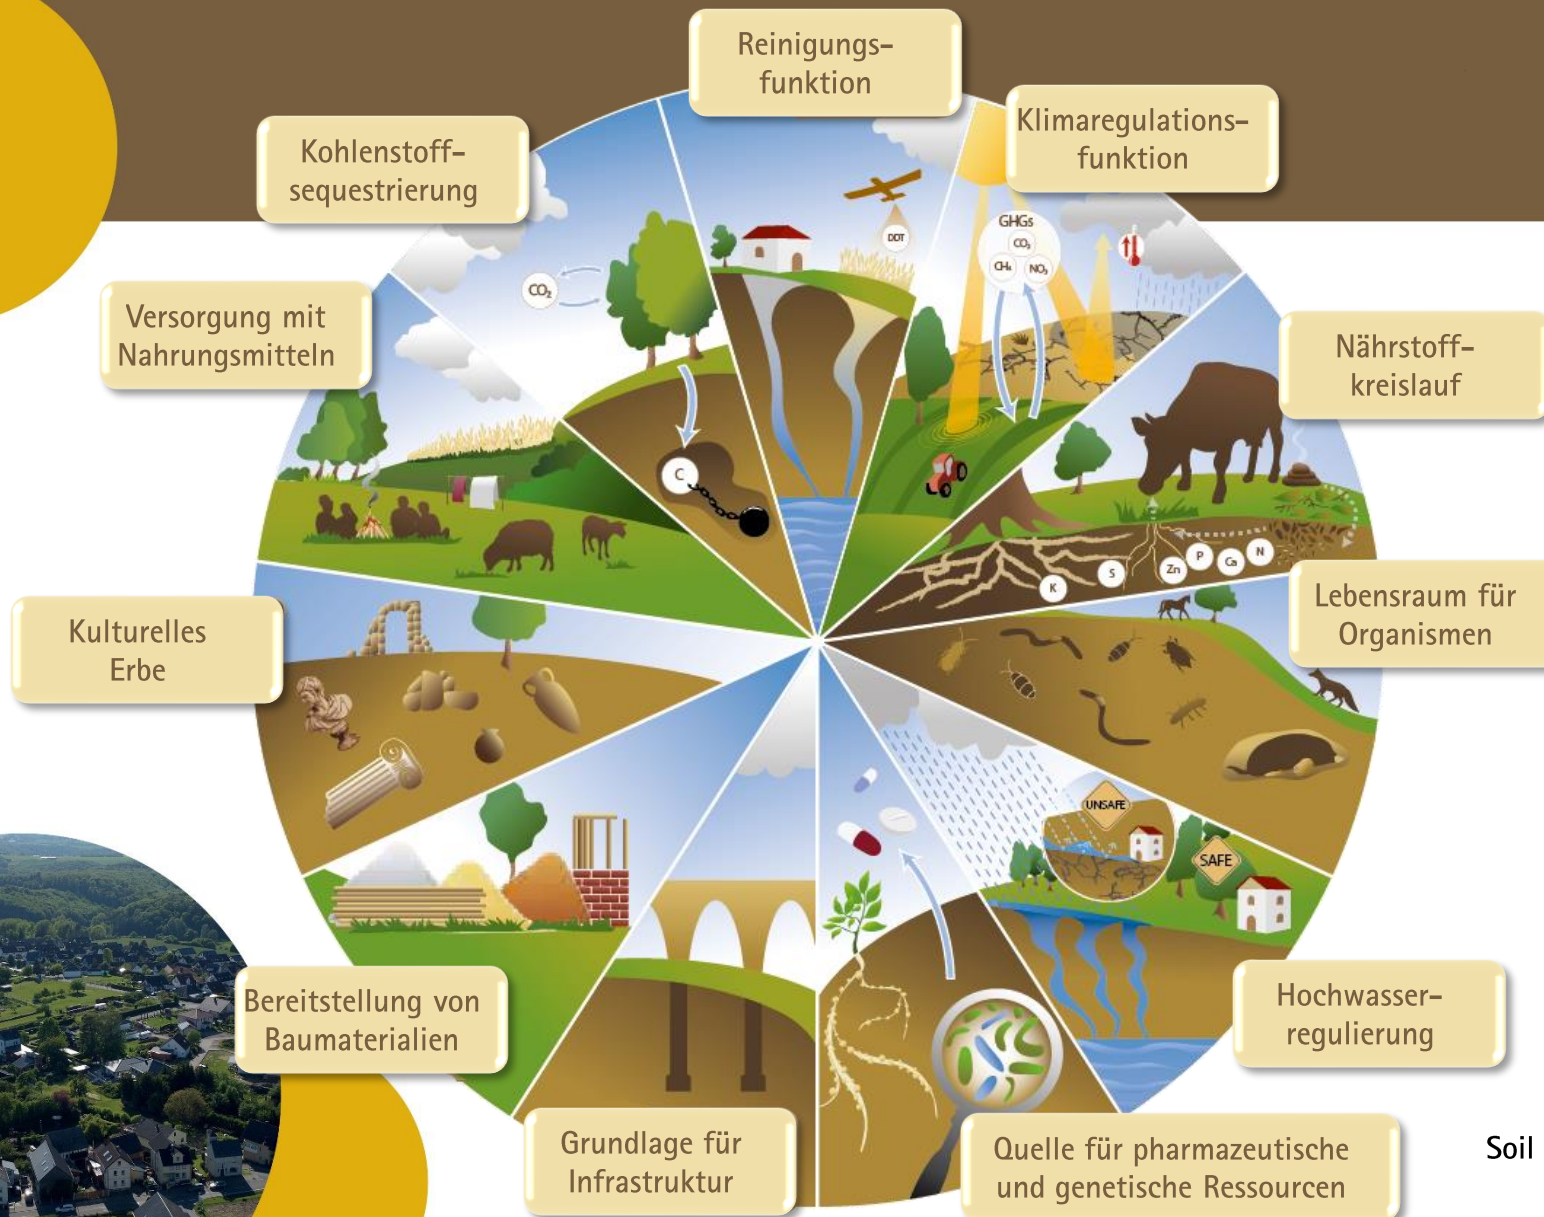 Reinigungs-
funktion
Klimaregulations-
funktion
Kohlenstoff-
sequestrierung
GHGs
CO₂
CH₄
NO₃
DDT
CO₂
Versorgung mit
Nahrungsmitteln
Nährstoff-
kreislauf
C
K
S
Zn
P
Ca
N
Lebensraum für
Organismen
Kulturelles
Erbe
UNSAFE
SAFE
Bereitstellung von
Baumaterialien
Hochwasser-
regulierung
Grundlage für
Infrastruktur
Quelle für pharmazeutische
und genetische Ressourcen
Soil